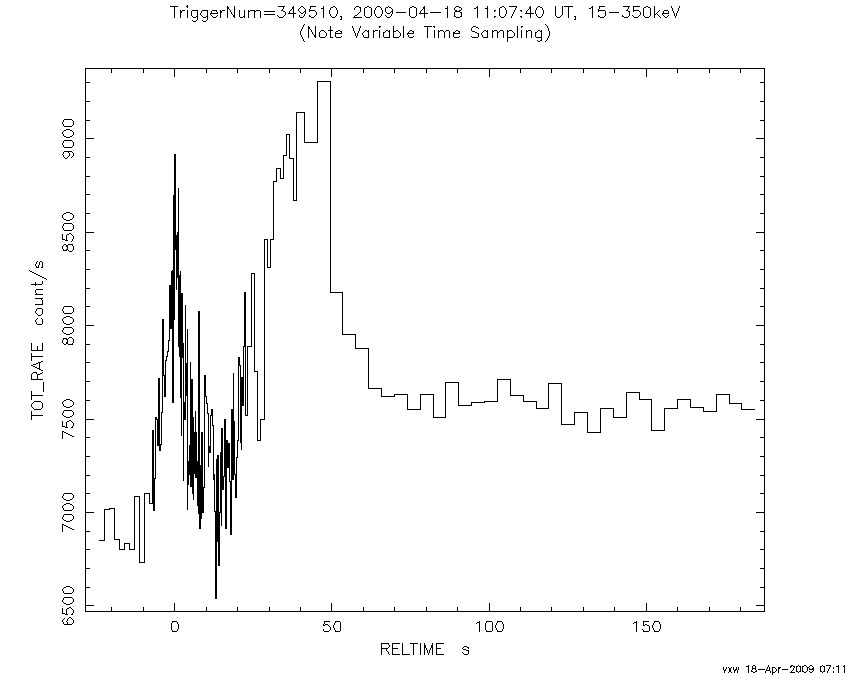 TriggerNum=349510, 2009-04-18 11:07:40 UT, 15-350keV
(Note Variable Time Sampling)
TOT_RATE count/s
9000
8500
8000
7500
7000
6500
0 50 100 150
RELTIME s
vxw 18-Apr-2009 07:11